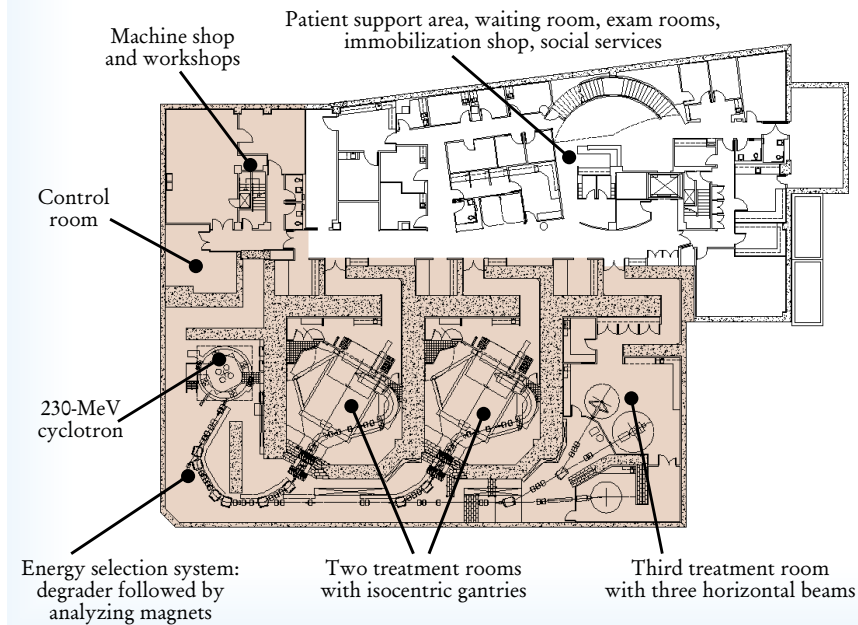 Machine shop
and workshops
Patient support area, waiting room, exam rooms,
immobilization shop, social services
Control
room
230-MeV
cyclotron
Energy selection system:
degrader followed by
analyzing magnets
Two treatment rooms
with isocentric gantries
Third treatment room
with three horizontal beams